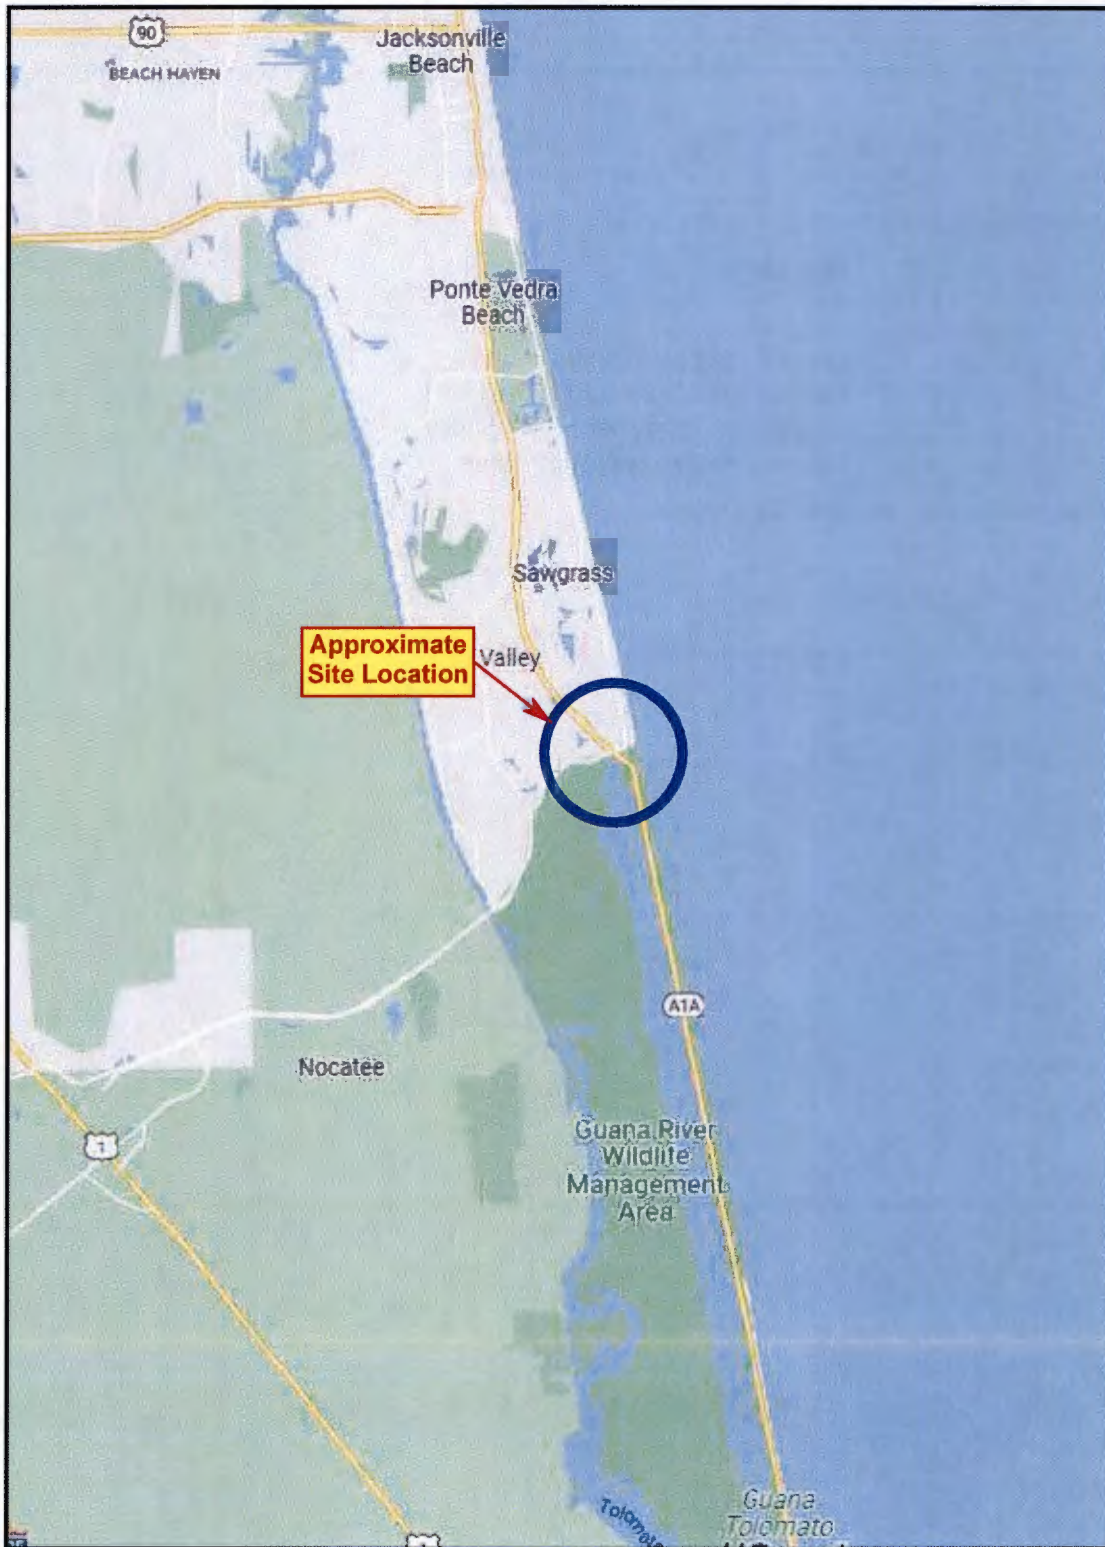 90
Jacksonville
Beach
BEACH HAVEN
Ponte Vedra
Beach
Sawgrass
Approximate
Site Location
Valley
A1A
Nocatee
1
Guana River
Wildlife
Management
Area
Guana
Tolomato